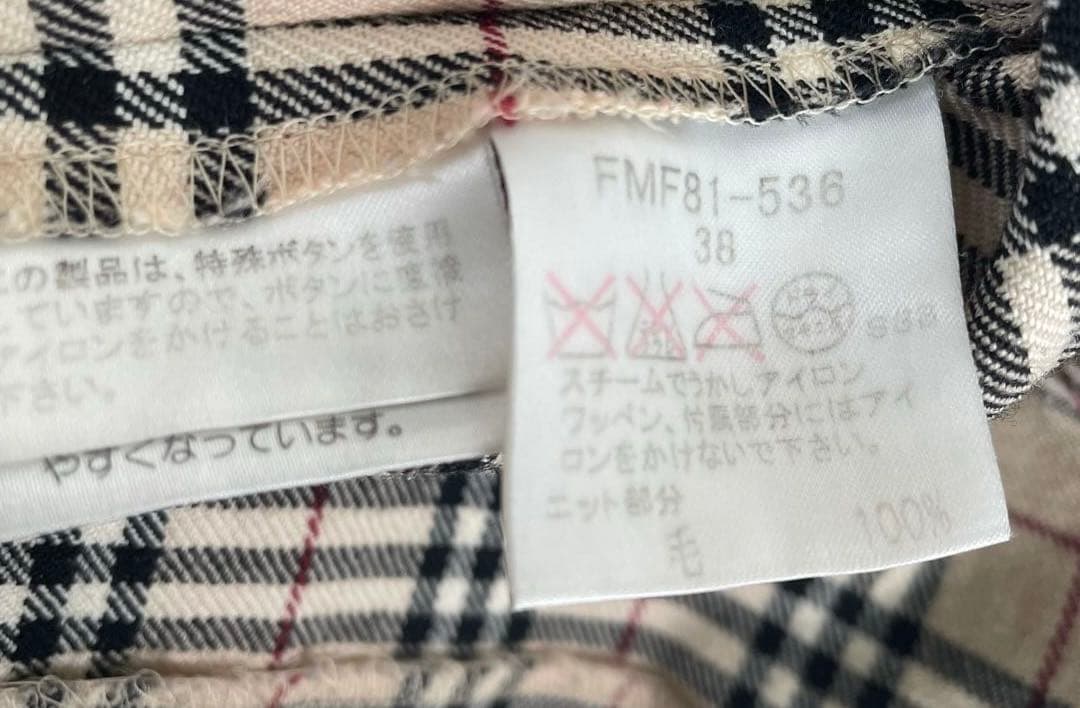 の製品は、特殊ボタンを使用
ていますので、ボタンに直接
アイロンをかけることはおさけ
下さい。
やすくなっています。
FMF81-536
38
スチームでうかしアイロン
ワッペン、付属部分にはアイ
ロンをかけないで下さい。
ニット部分
毛 100%